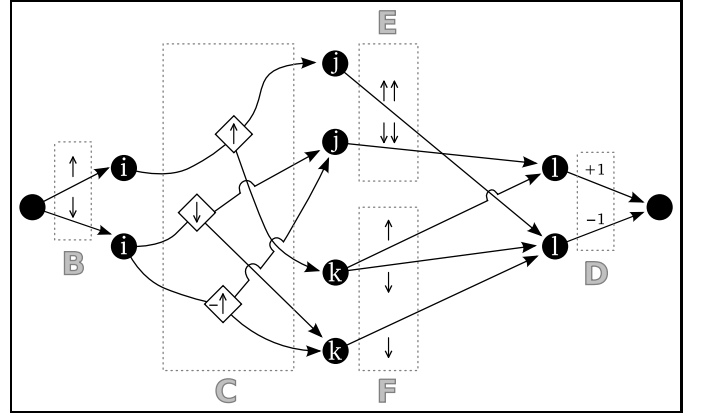 E
j
↑↑
↑
↓↓
j
↑
i
l
+1
↓
↓
−1
i
l
B
↑
D
k
↓
−↑
k
↓
C
F